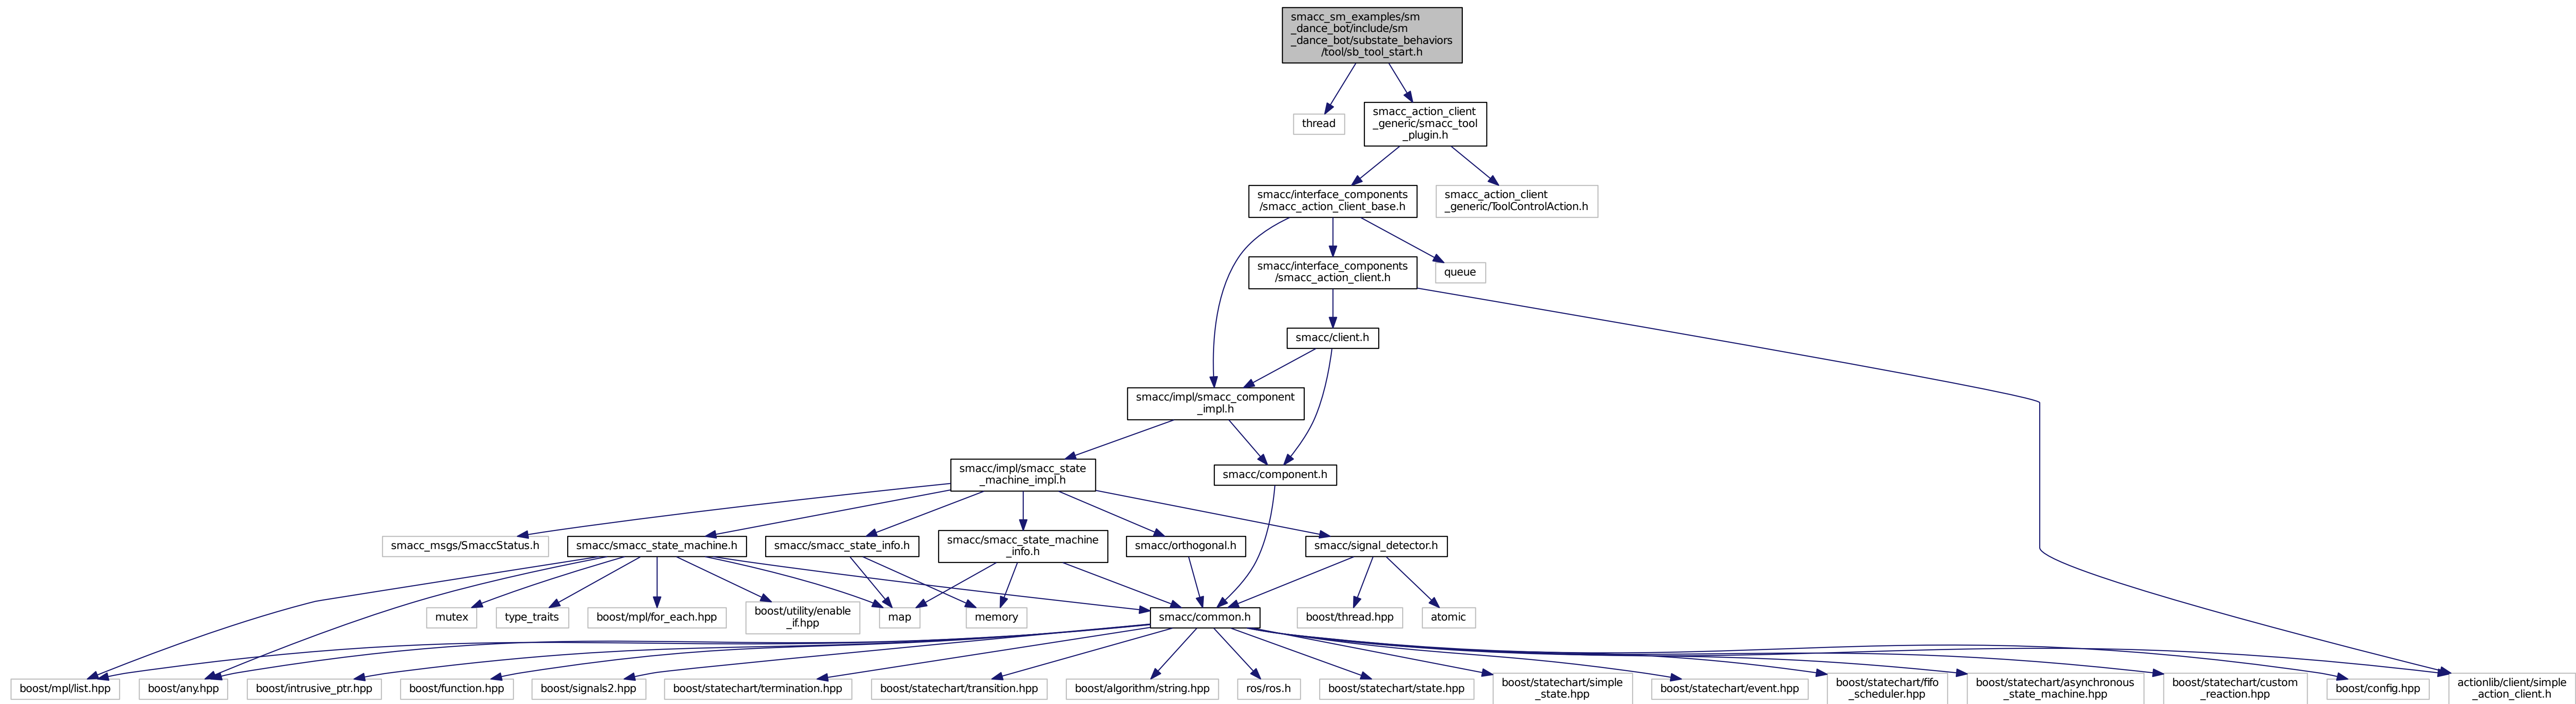 smacc_sm_examples/sm
_dance_bot/include/sm
_dance_bot/substate_behaviors
/tool/sb_tool_start.h
thread
smacc_action_client
_generic/smacc_tool
_plugin.h
smacc/interface_components
/smacc_action_client_base.h
smacc_action_client
_generic/ToolControlAction.h
smacc/interface_components
/smacc_action_client.h
queue
smacc/client.h
smacc/impl/smacc_component
_impl.h
smacc/impl/smacc_state
_machine_impl.h
smacc/component.h
smacc_msgs/SmaccStatus.h
smacc/smacc_state_machine.h
smacc/smacc_state_info.h
smacc/smacc_state_machine
_info.h
smacc/orthogonal.h
smacc/signal_detector.h
mutex
type_traits
boost/mpl/for_each.hpp
boost/utility/enable
_if.hpp
map
memory
smacc/common.h
boost/thread.hpp
atomic
boost/mpl/list.hpp
boost/any.hpp
boost/intrusive_ptr.hpp
boost/function.hpp
boost/signals2.hpp
boost/statechart/termination.hpp
boost/statechart/transition.hpp
boost/algorithm/string.hpp
ros/ros.h
boost/statechart/state.hpp
boost/statechart/simple
_state.hpp
boost/statechart/event.hpp
boost/statechart/fifo
_scheduler.hpp
boost/statechart/asynchronous
_state_machine.hpp
boost/statechart/custom
_reaction.hpp
boost/config.hpp
actionlib/client/simple
_action_client.h